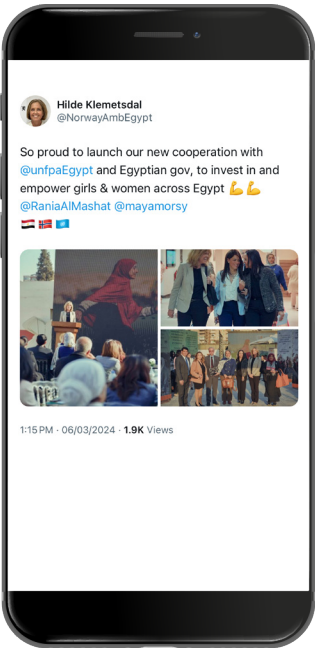 Hilde Klemetsdal
@NorwayAmbEgypt
So proud to launch our new cooperation with
@unfpaEgypt and Egyptian gov, to invest in and
empower girls & women across Egypt 💪💪
@RaniaAlMashat @mayamorsy
🇪🇬 🇳🇴 🇺🇳
1:15 PM · 06/03/2024 · 1.9K Views